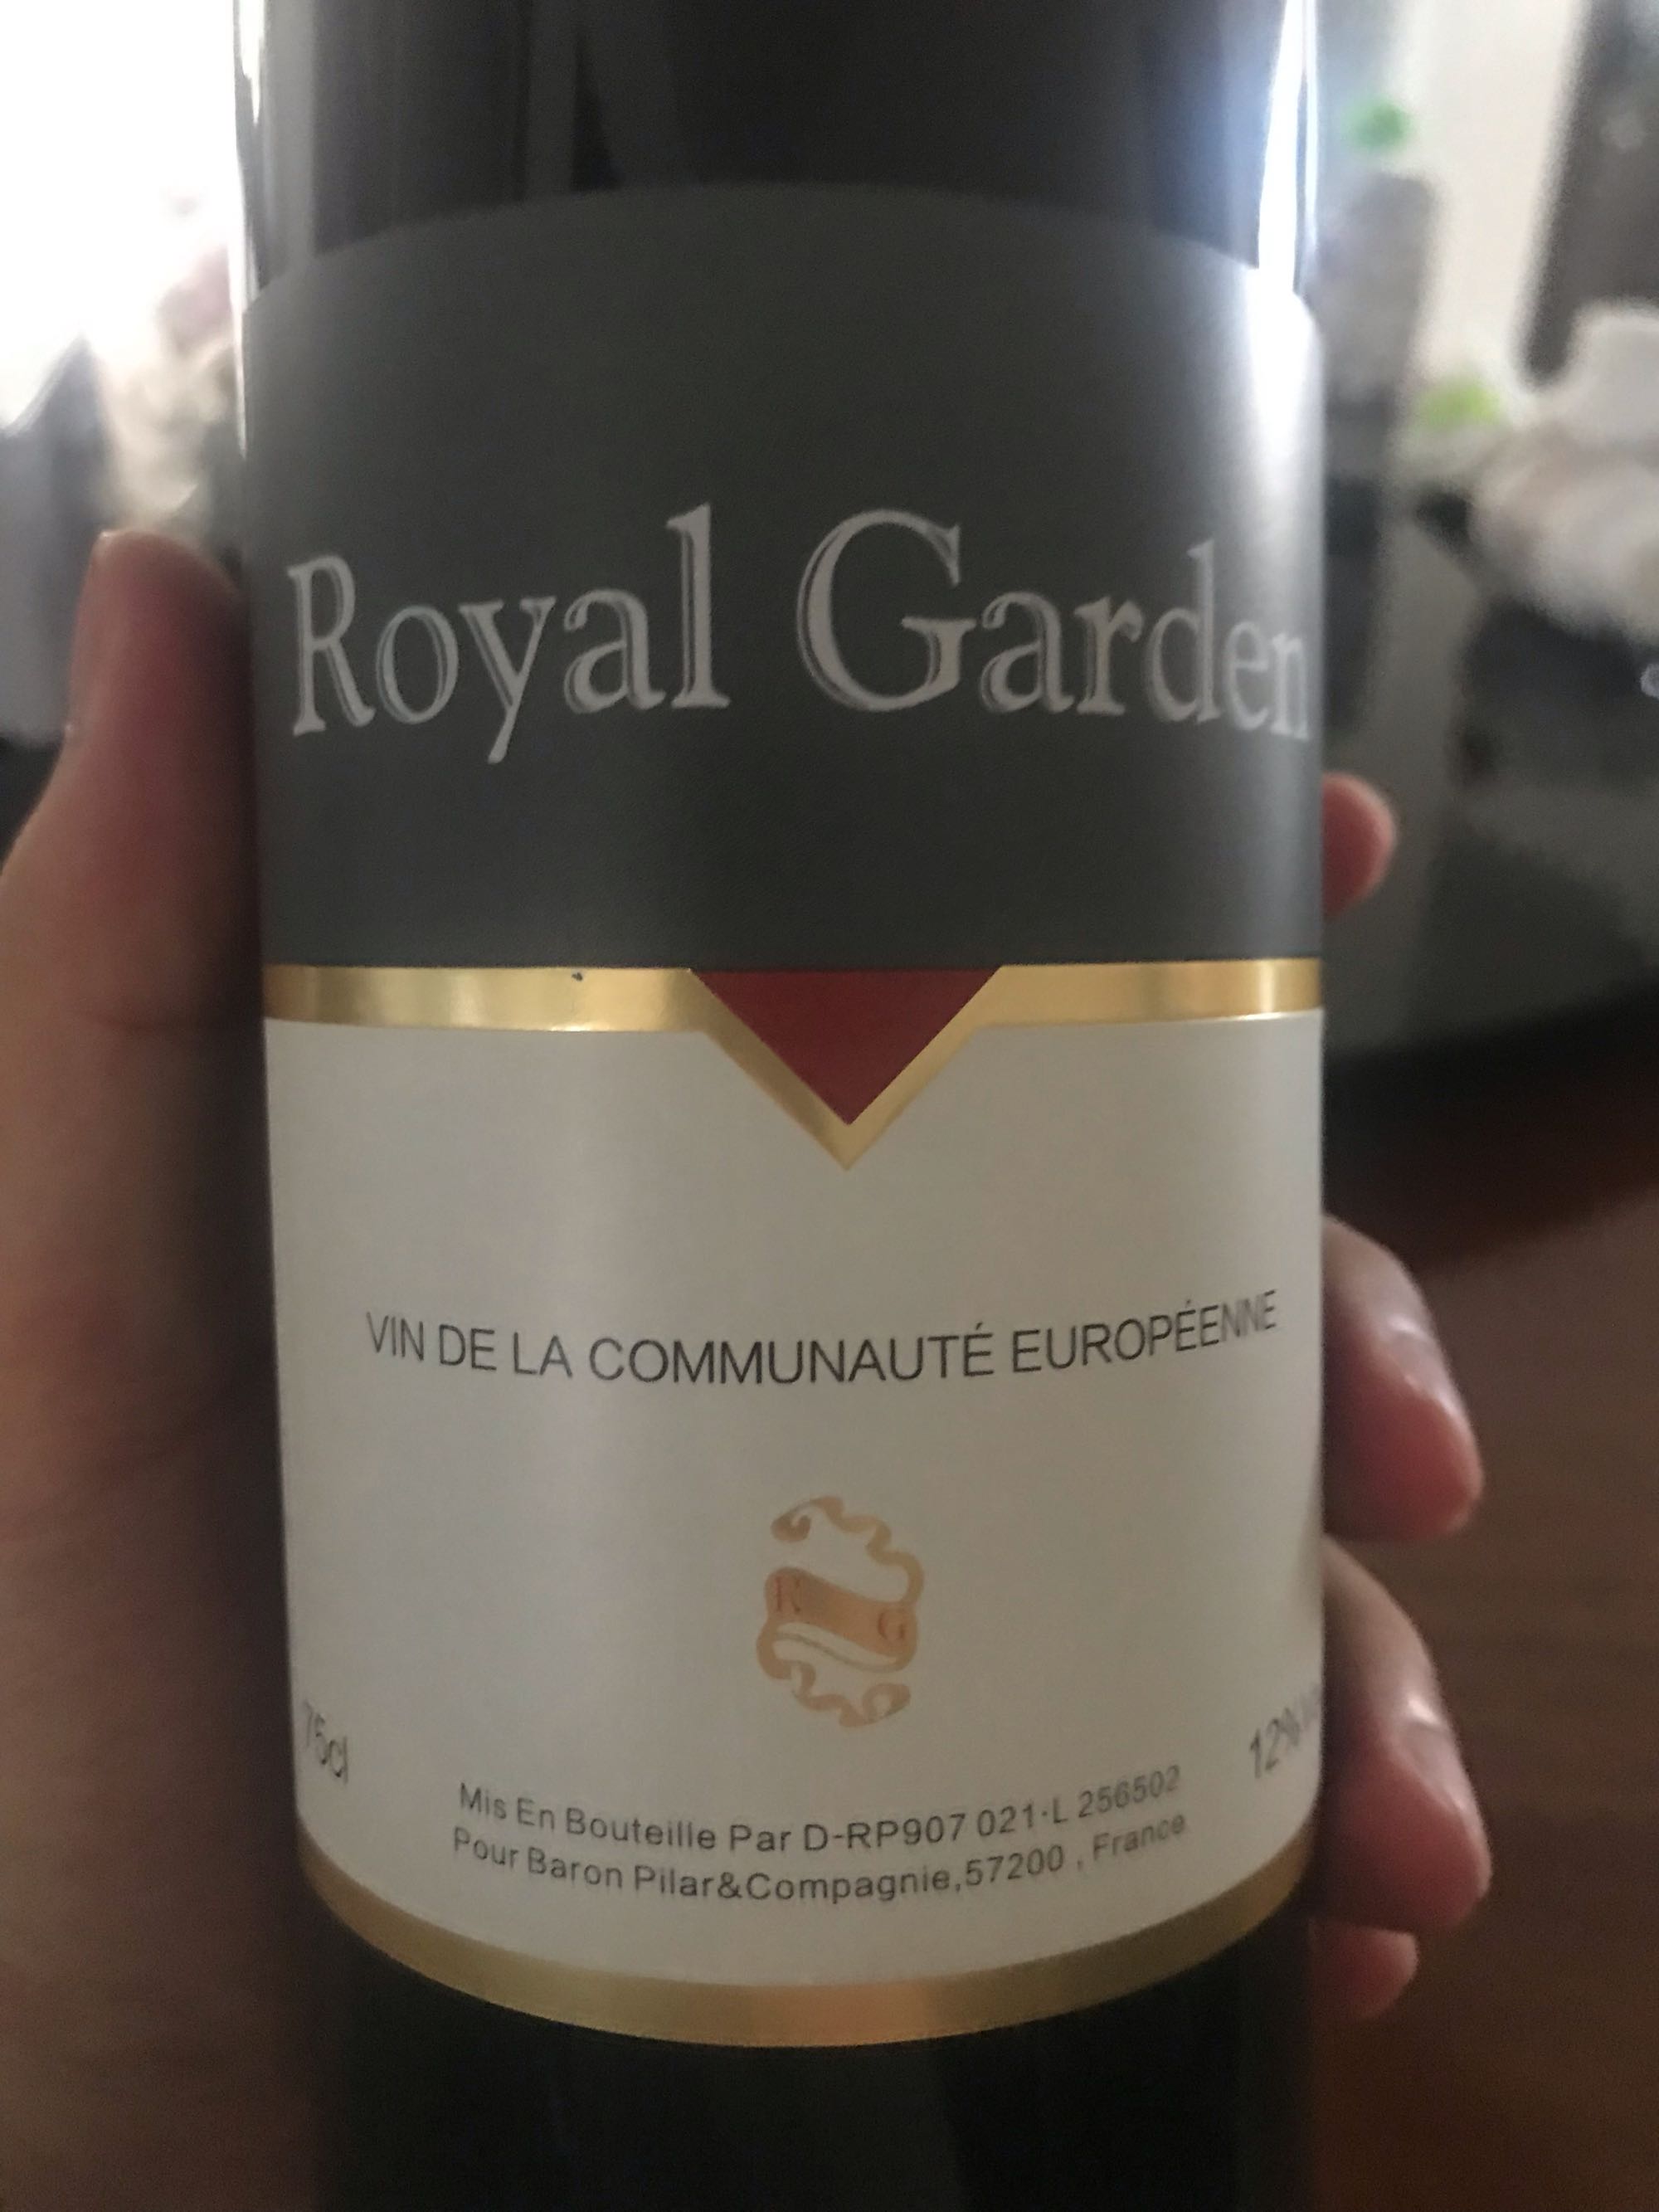 Royal Garden
VIN DE LA COMMUNAUTÉ EUROPÉENNE
R G
75cl
12%
Mis En Bouteille Par D-RP907 021·L 256502
Pour Baron Pilar&Compagnie,57200 , France